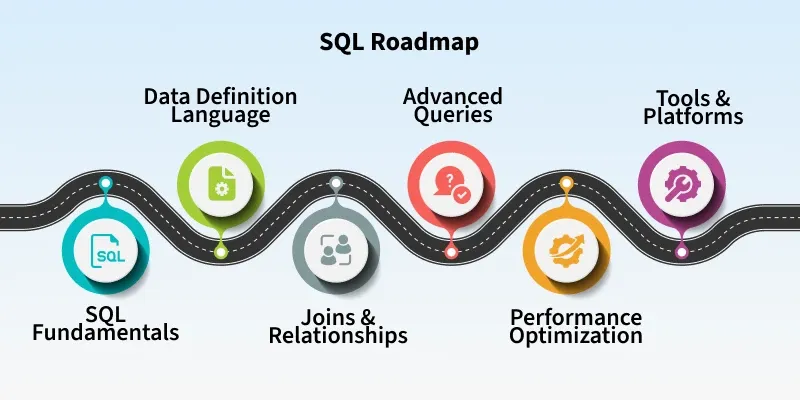 SQL Roadmap
Data Definition
Language
Advanced
Queries
Tools &
Platforms
?
SQL
SQL
Fundamentals
Joins &
Relationships
Performance
Optimization